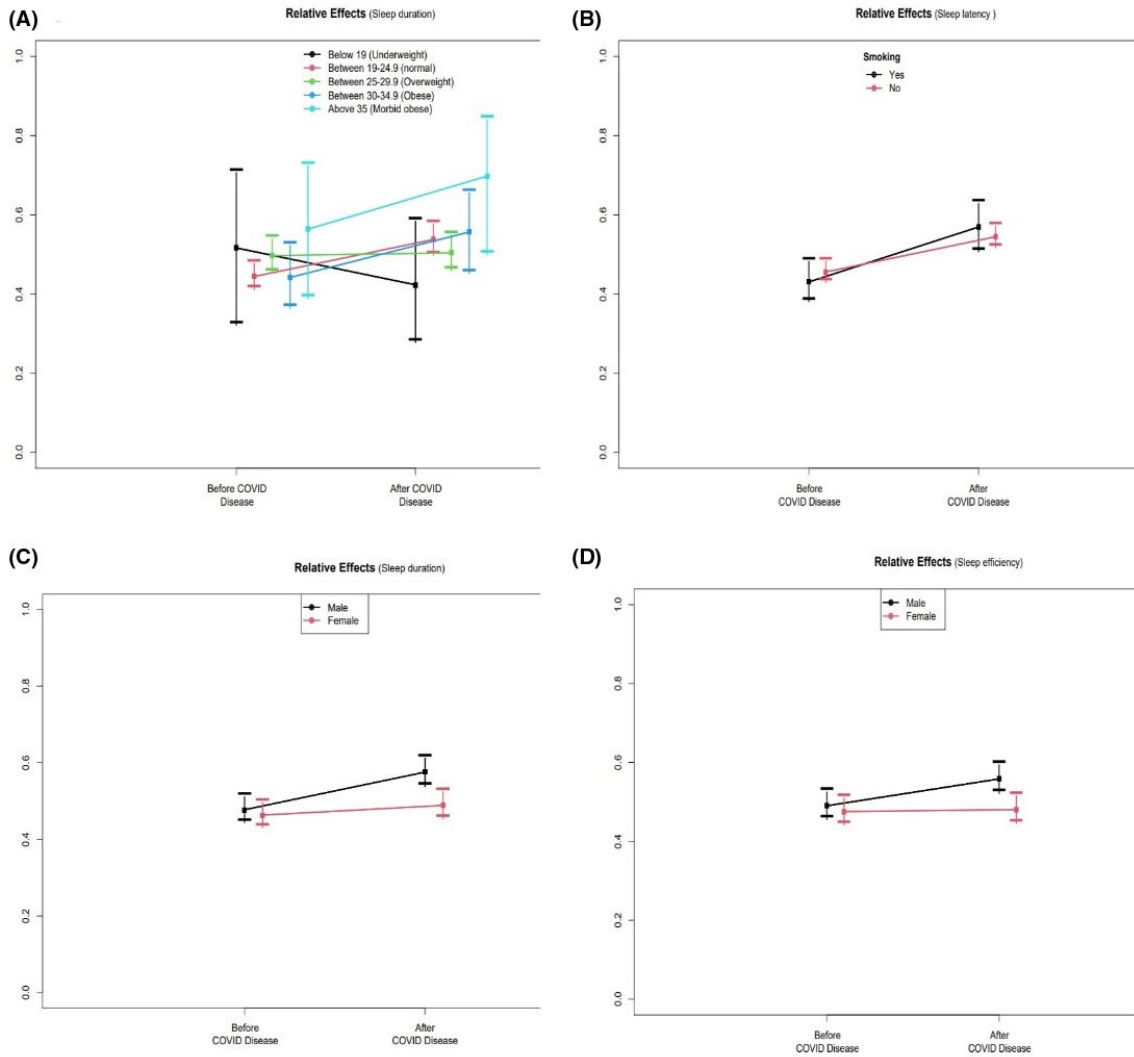 (A)
Relative Effects (Sleep duration)
Below 19 (Underweight)
Between 19-24.9 (normal)
Between 25-29.9 (Overweight)
Between 30-34.9 (Obese)
Above 35 (Morbid obese)
1.0
0.8
0.6
0.4
0.2
0.0
Before COVID
Disease
After COVID
Disease
(B)
Relative Effects (Sleep latency )
Smoking
Yes
No
1.0
0.8
0.6
0.4
0.2
0.0
Before
COVID Disease
After
COVID Disease
(C)
Relative Effects (Sleep duration)
Male
Female
1.0
0.8
0.6
0.4
0.2
0.0
Before
COVID Disease
After
COVID Disease
(D)
Relative Effects (Sleep efficiency)
Male
Female
1.0
0.8
0.6
0.4
0.2
0.0
Before
COVID Disease
After
COVID Disease